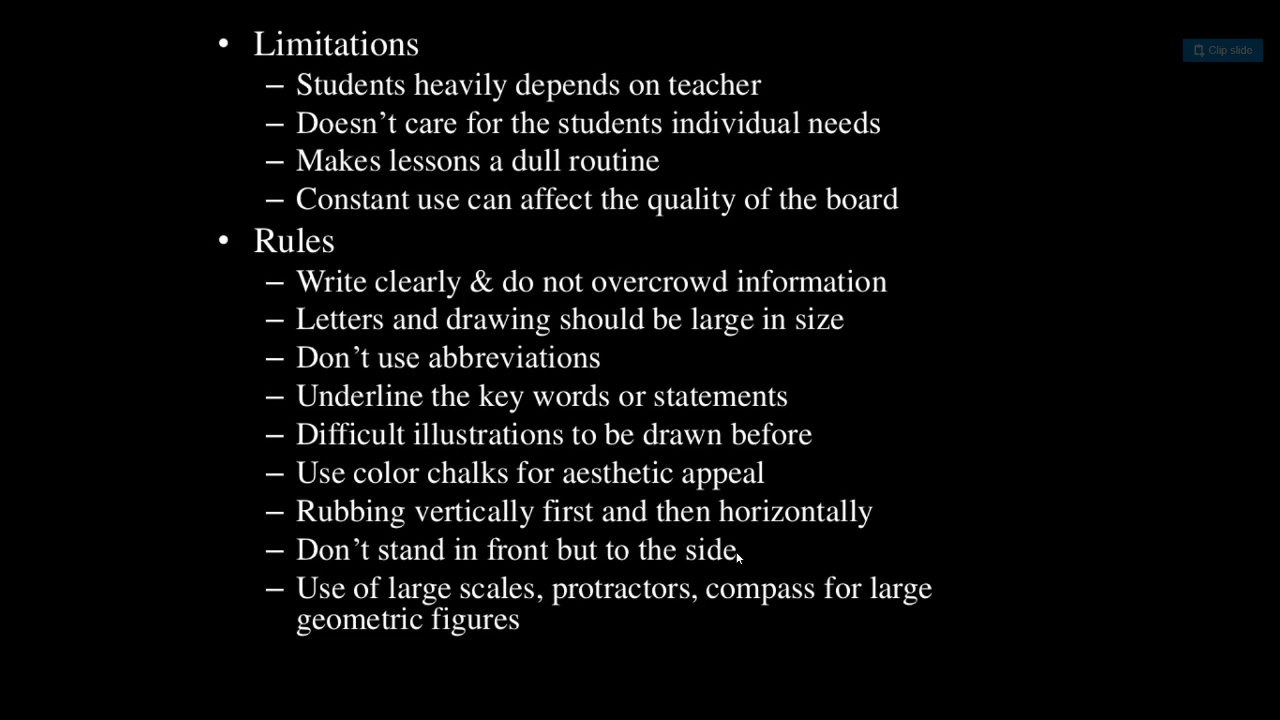 • Limitations
– Students heavily depends on teacher
– Doesn’t care for the students individual needs
– Makes lessons a dull routine
– Constant use can affect the quality of the board
• Rules
– Write clearly & do not overcrowd information
– Letters and drawing should be large in size
– Don’t use abbreviations
– Underline the key words or statements
– Difficult illustrations to be drawn before
– Use color chalks for aesthetic appeal
– Rubbing vertically first and then horizontally
– Don’t stand in front but to the side
– Use of large scales, protractors, compass for large
geometric figures
Clip slide